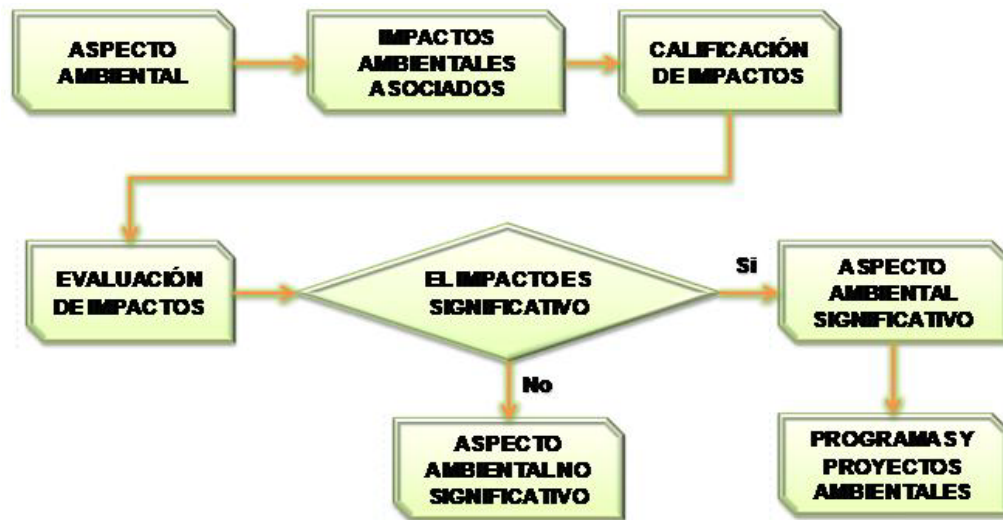 ASPECTO
AMBIENTAL
IMPACTOS
AMBIENTALES
ASOCIADOS
CALIFICACIÓN
DE IMPACTOS
EVALUACIÓN
DE IMPACTOS
EL IMPACTO ES
SIGNIFICATIVO
Si
ASPECTO
AMBIENTAL
SIGNIFICATIVO
No
ASPECTO
AMBIENTAL NO
SIGNIFICATIVO
PROGRAMAS Y
PROYECTOS
AMBIENTALES